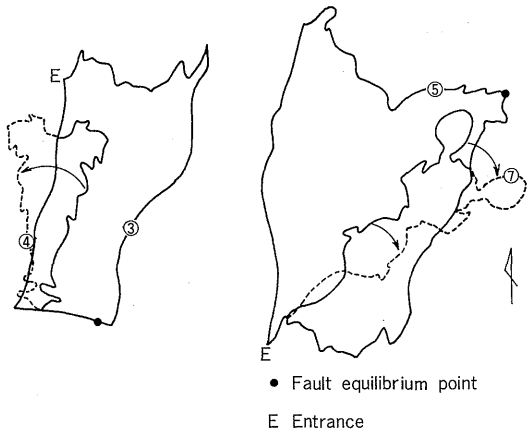 E
④
③
⑤
⑦
E
● Fault equilibrium point
E Entrance